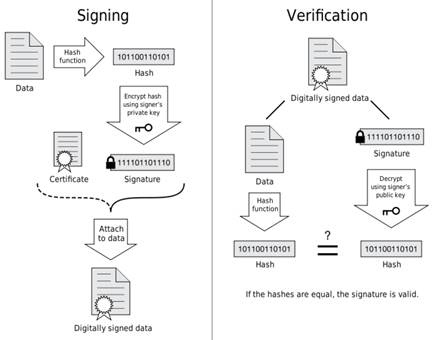 Signing
Data
Hash
function
101100110101
Hash
Encrypt hash
using signer's
private key
Certificate
111101101110
Signature
Attach
to data
Digitally signed data
Verification
Digitally signed data
Data
111101101110
Signature
Hash
function
Decrypt
using signer's
public key
101100110101
Hash
?
=
101100110101
Hash
If the hashes are equal, the signature is valid.